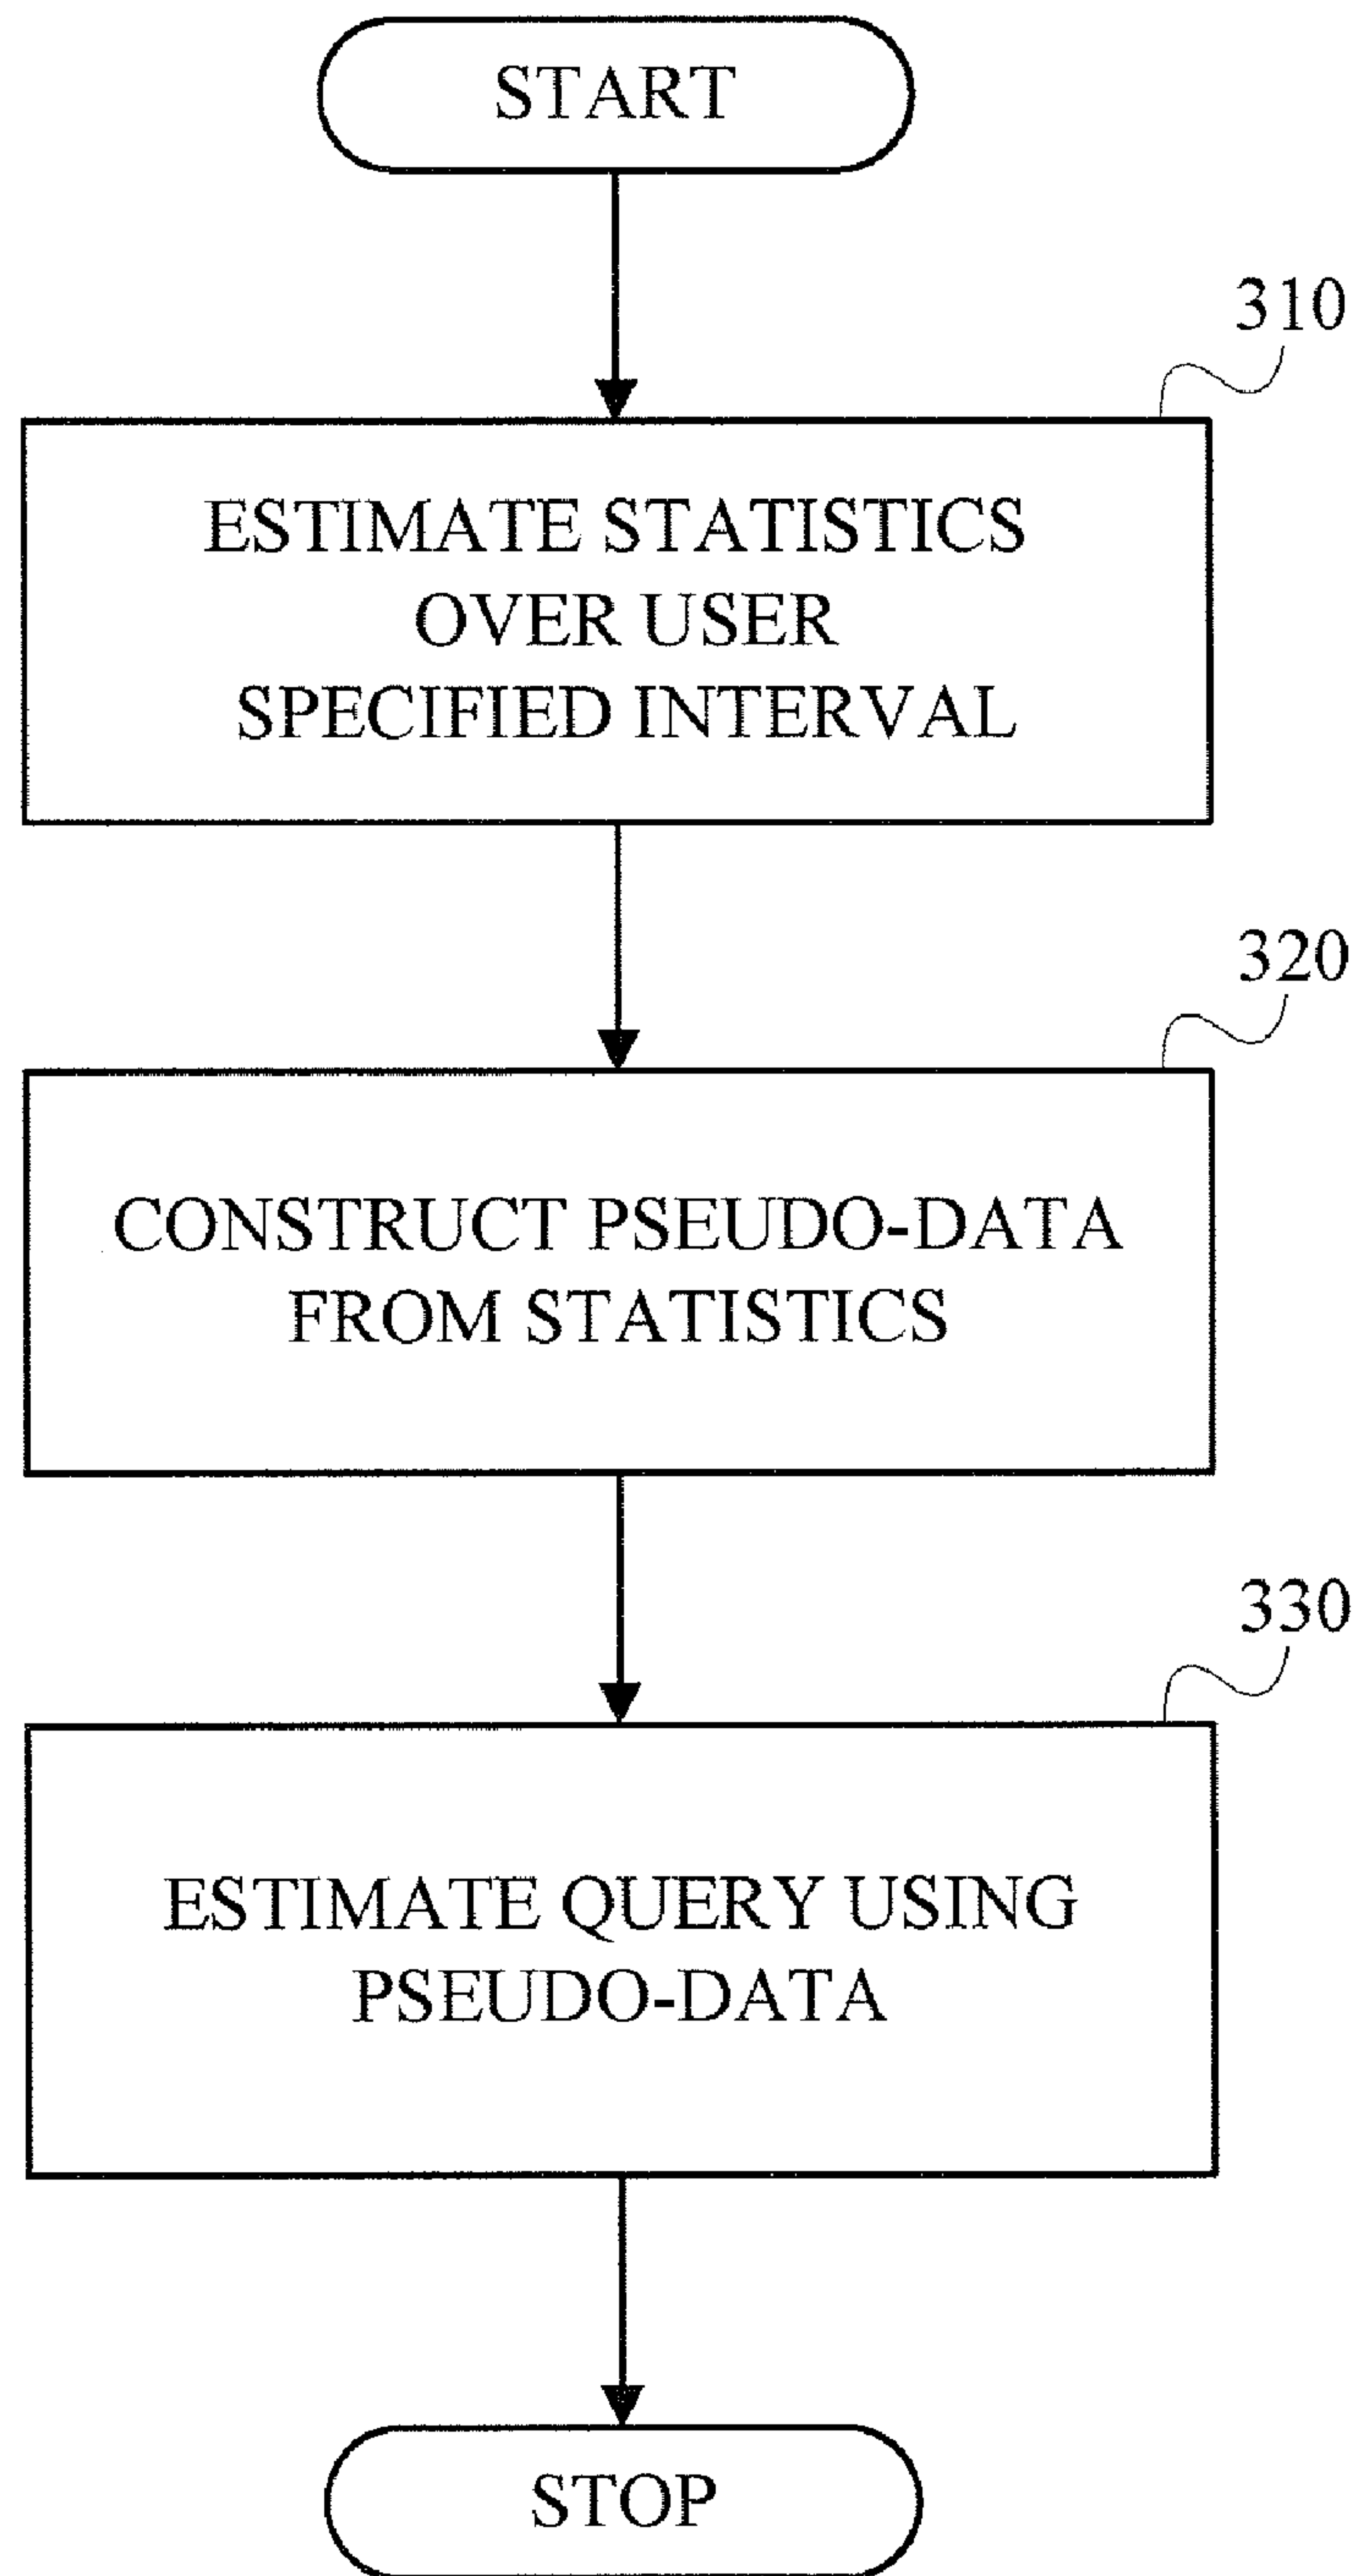 START
310
ESTIMATE STATISTICS
OVER USER
SPECIFIED INTERVAL
320
CONSTRUCT PSEUDO-DATA
FROM STATISTICS
330
ESTIMATE QUERY USING
PSEUDO-DATA
STOP